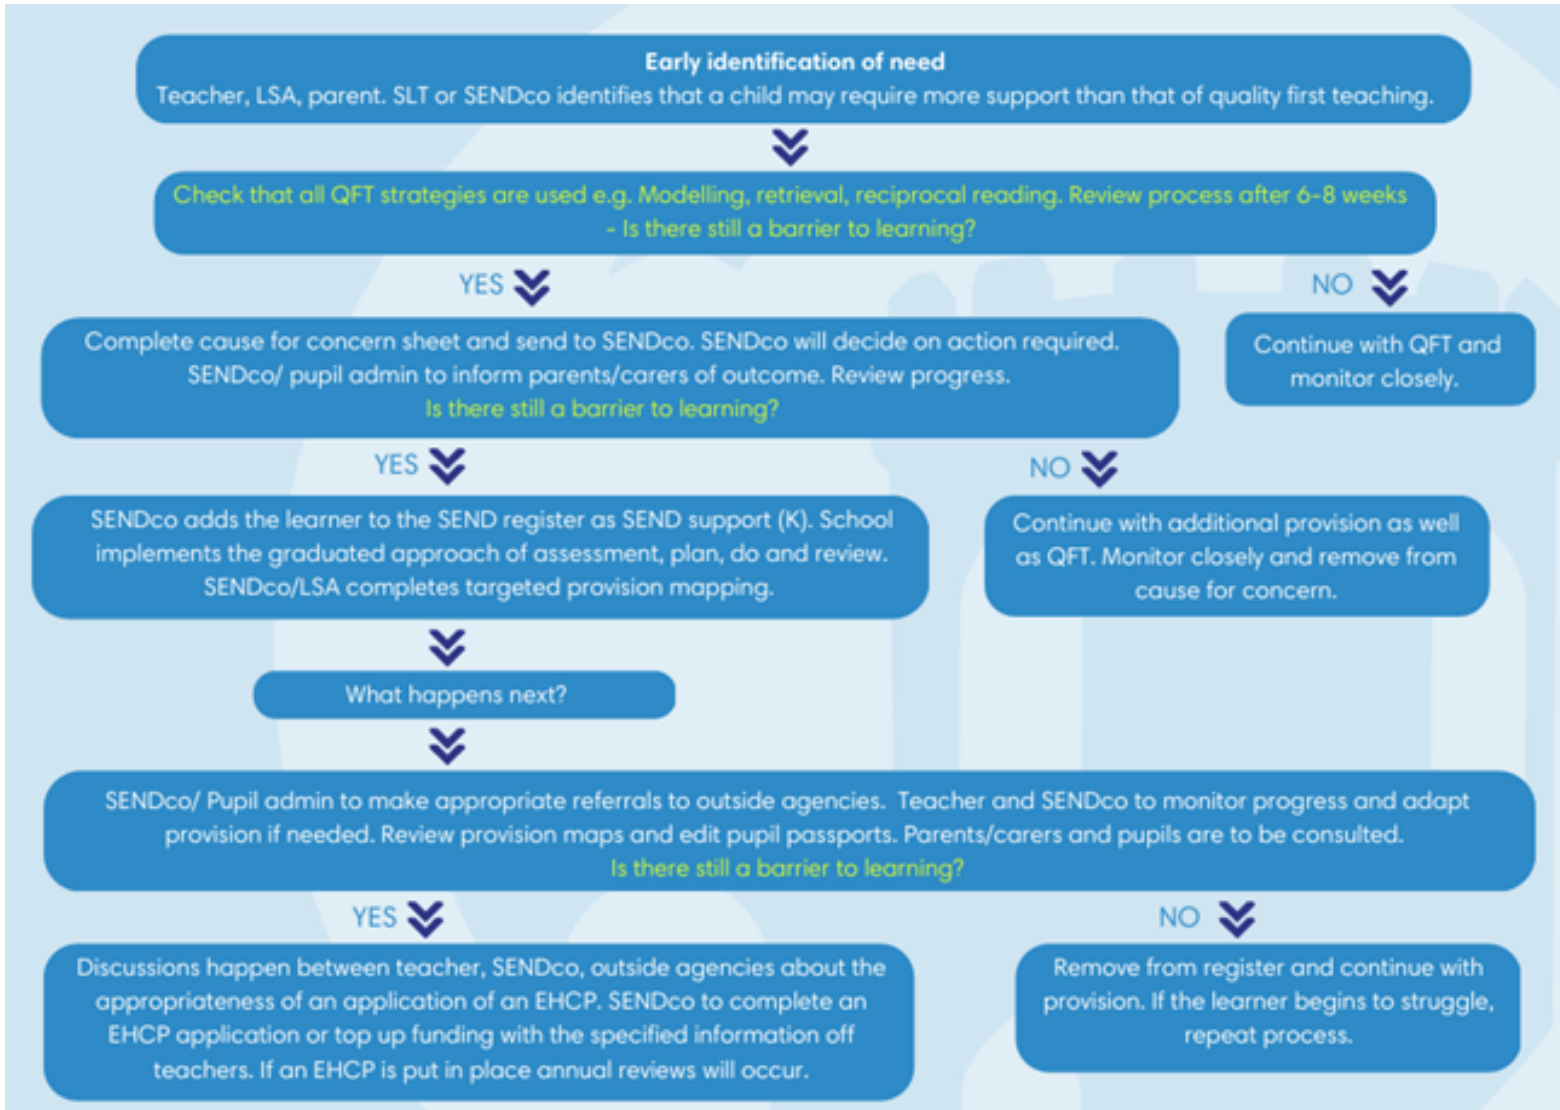 Early identification of need
Teacher, LSA, parent. SLT or SENDco identifies that a child may require more support than that of quality first teaching.
Check that all QFT strategies are used e.g. Modelling, retrieval, reciprocal reading. Review process after 6-8 weeks
- Is there still a barrier to learning?
YES
NO
Complete cause for concern sheet and send to SENDco. SENDco will decide on action required.
SENDco/ pupil admin to inform parents/carers of outcome. Review progress.
Is there still a barrier to learning?
Continue with QFT and
monitor closely.
YES
NO
SENDco adds the learner to the SEND register as SEND support (K). School
implements the graduated approach of assessment, plan, do and review.
SENDco/LSA completes targeted provision mapping.
Continue with additional provision as well
as QFT. Monitor closely and remove from
cause for concern.
What happens next?
SENDco/ Pupil admin to make appropriate referrals to outside agencies. Teacher and SENDco to monitor progress and adapt
provision if needed. Review provision maps and edit pupil passports. Parents/carers and pupils are to be consulted.
Is there still a barrier to learning?
YES
NO
Discussions happen between teacher, SENDco, outside agencies about the
appropriateness of an application of an EHCP. SENDco to complete an
EHCP application or top up funding with the specified information off
teachers. If an EHCP is put in place annual reviews will occur.
Remove from register and continue with
provision. If the learner begins to struggle,
repeat process.